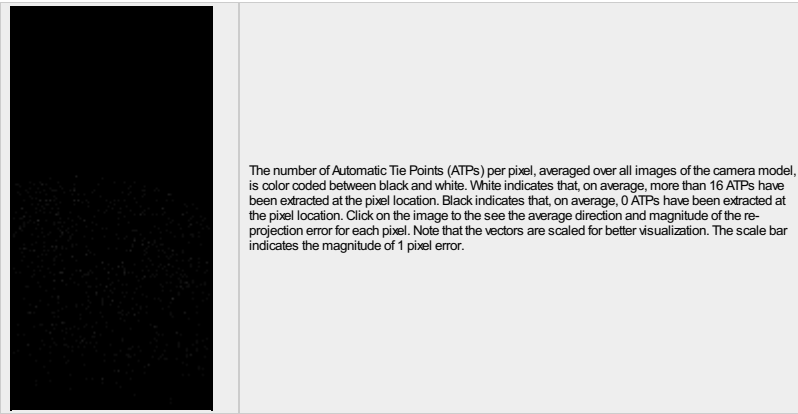 The number of Automatic Tie Points (ATPs) per pixel, averaged over all images of the camera model,
is color coded between black and white. White indicates that, on average, more than 16 ATPs have
been extracted at the pixel location. Black indicates that, on average, 0 ATPs have been extracted at
the pixel location. Click on the image to the see the average direction and magnitude of the re-
projection error for each pixel. Note that the vectors are scaled for better visualization. The scale bar
indicates the magnitude of 1 pixel error.